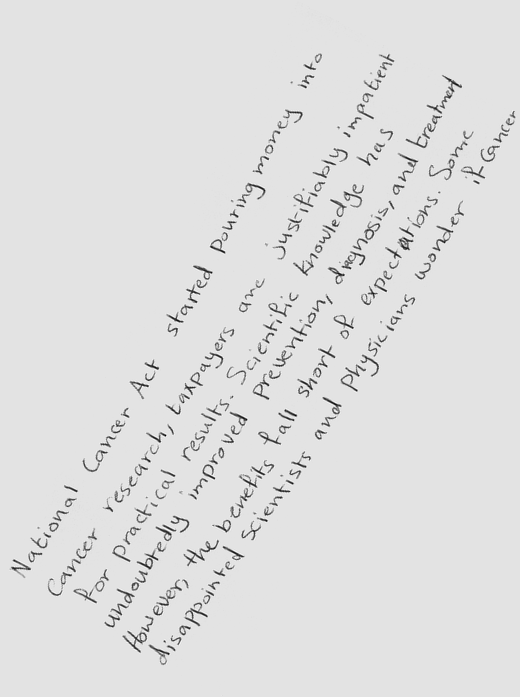 National Cancer Act started pouring money into
Cancer research, taxpayers are justifiably impatient
for practical results. Scientific knowledge has
undoubtedly improved prevention, diagnosis, and treatment
However, the benefits fall short of expectations. Some
disappointed scientists and physicians wonder if cancer